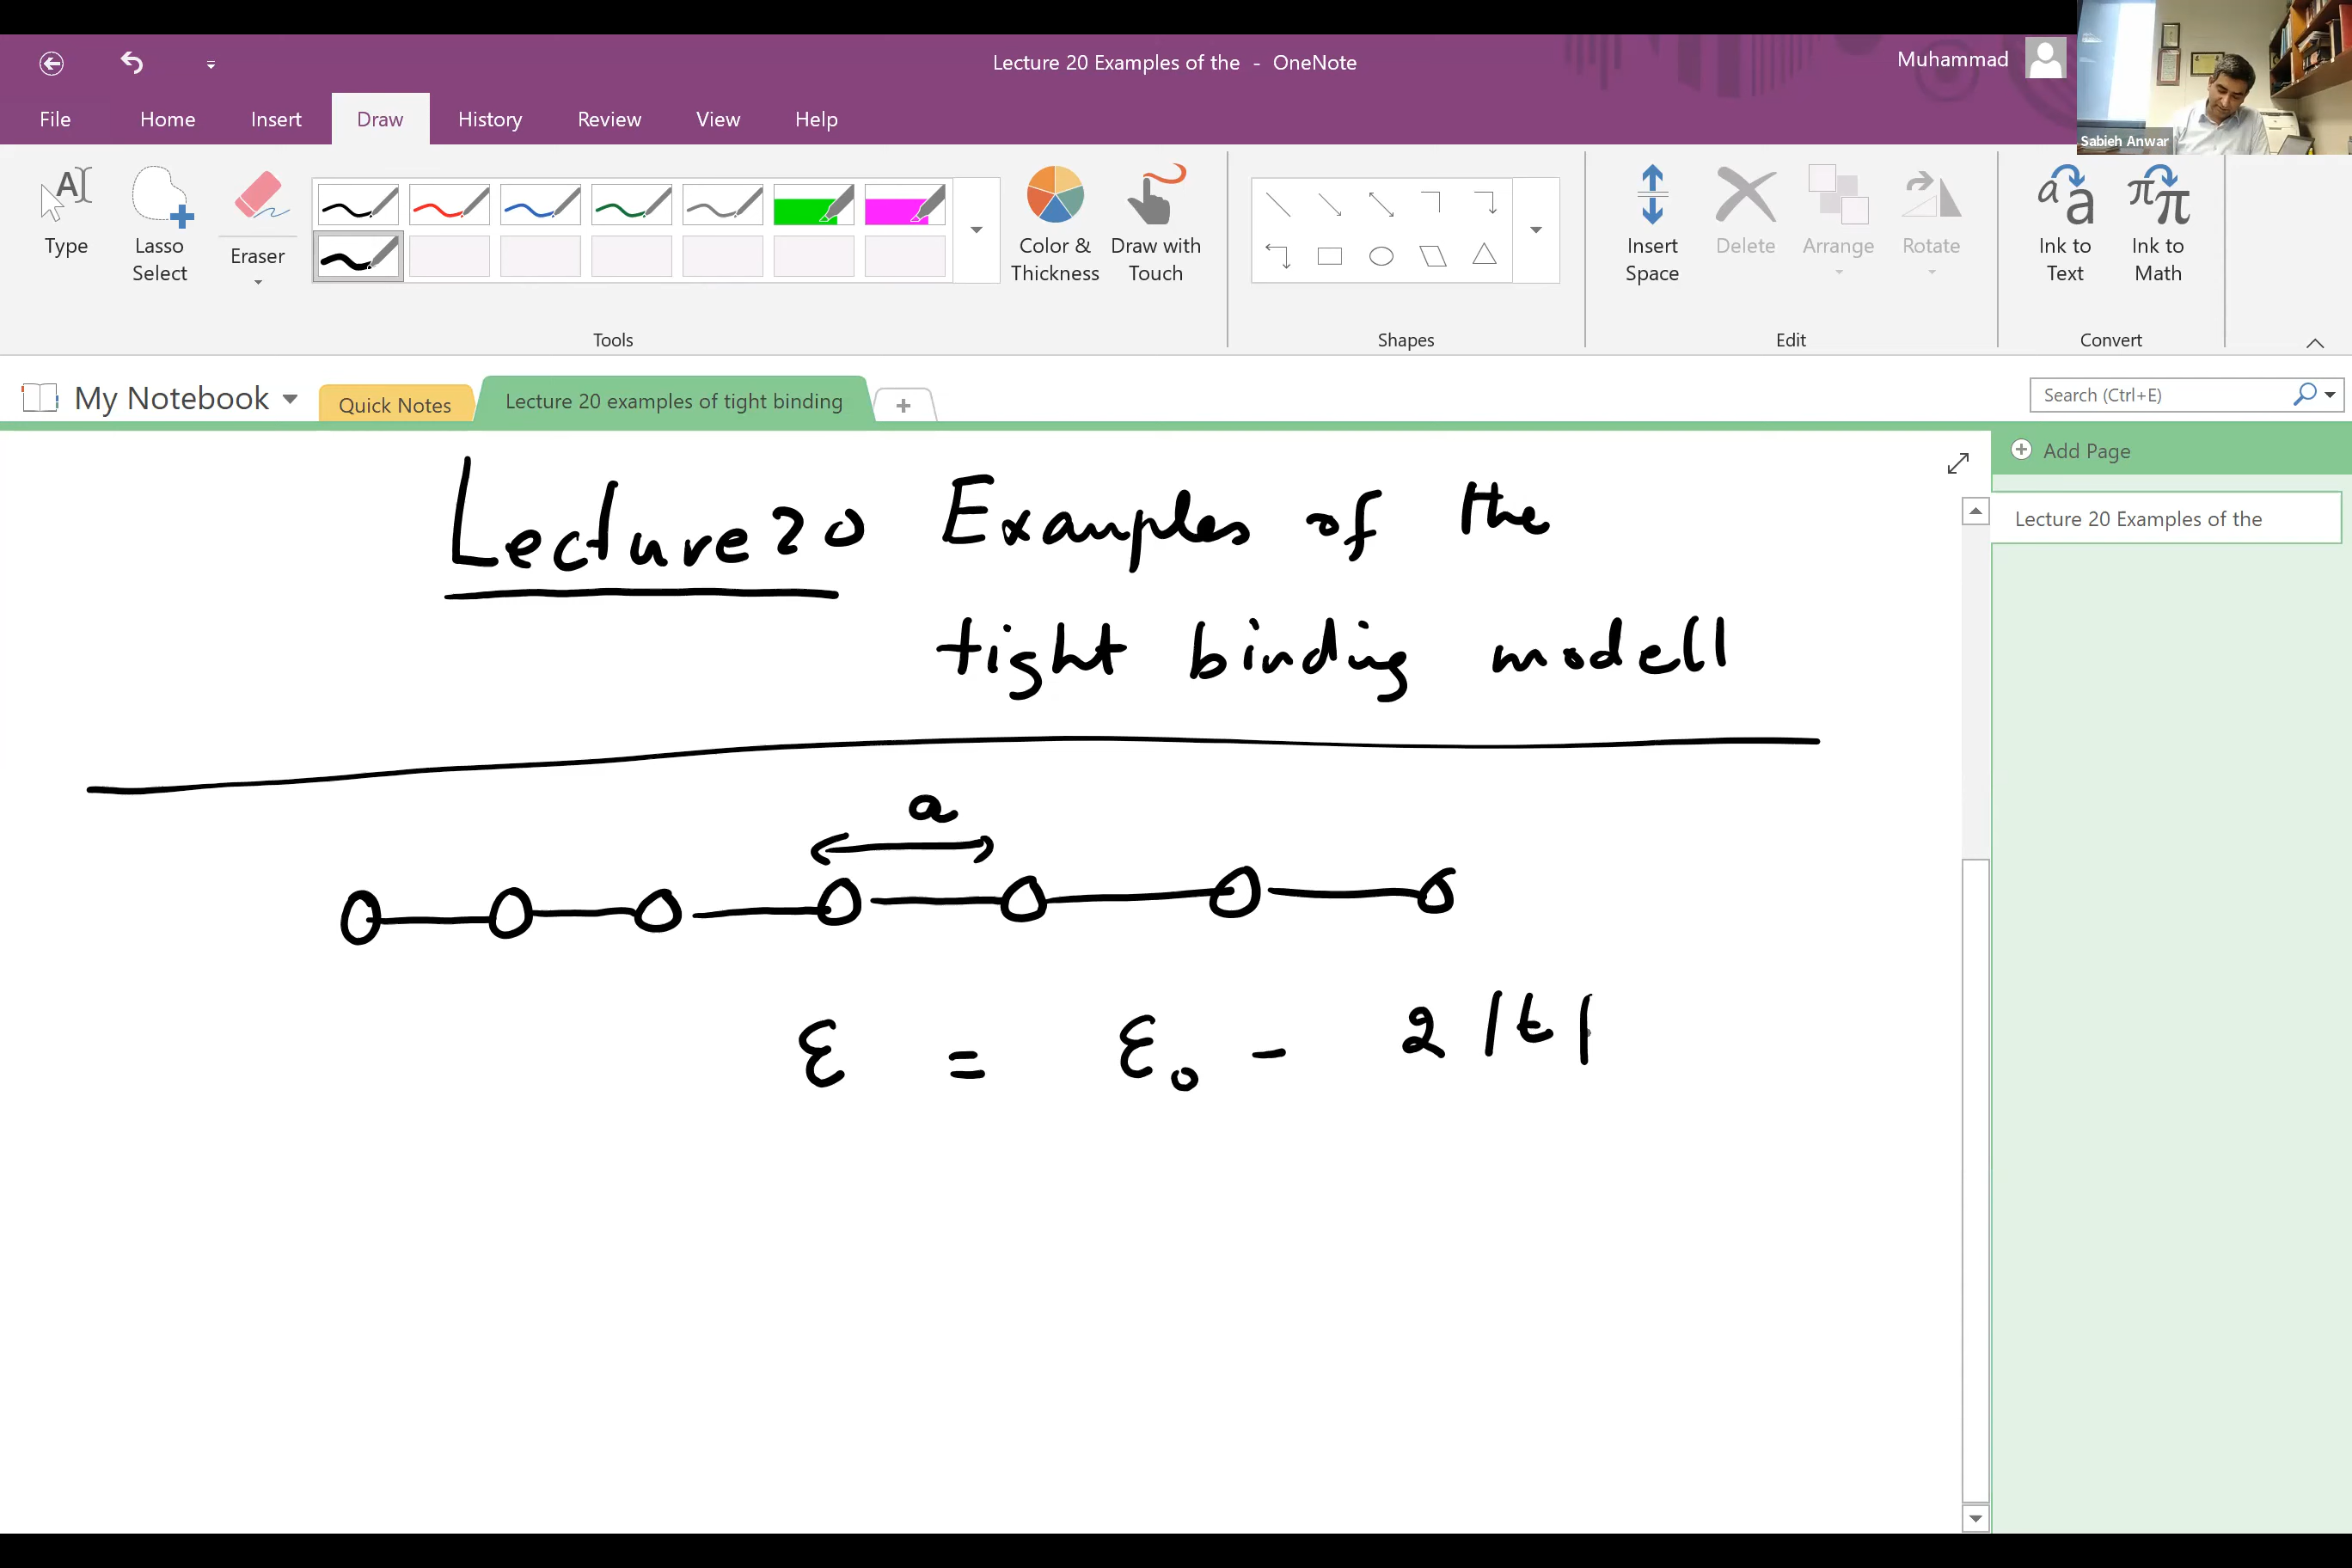 Lecture 20 Examples of the - OneNote
Muhammad
Sabieh Anwar
File Home Insert Draw History Review View Help
Type
Lasso Select
Eraser
Color & Thickness
Draw with Touch
Insert Space
Delete
Arrange
Rotate
Ink to Text
Ink to Math
Tools
Shapes
Edit
Convert
My Notebook
Quick Notes
Lecture 20 examples of tight binding
Search (Ctrl+E)
Add Page
Lecture 20 Examples of the
Lecture 20 Examples of the
tight binding modell
a
ε = ε₀ - 2 |t|